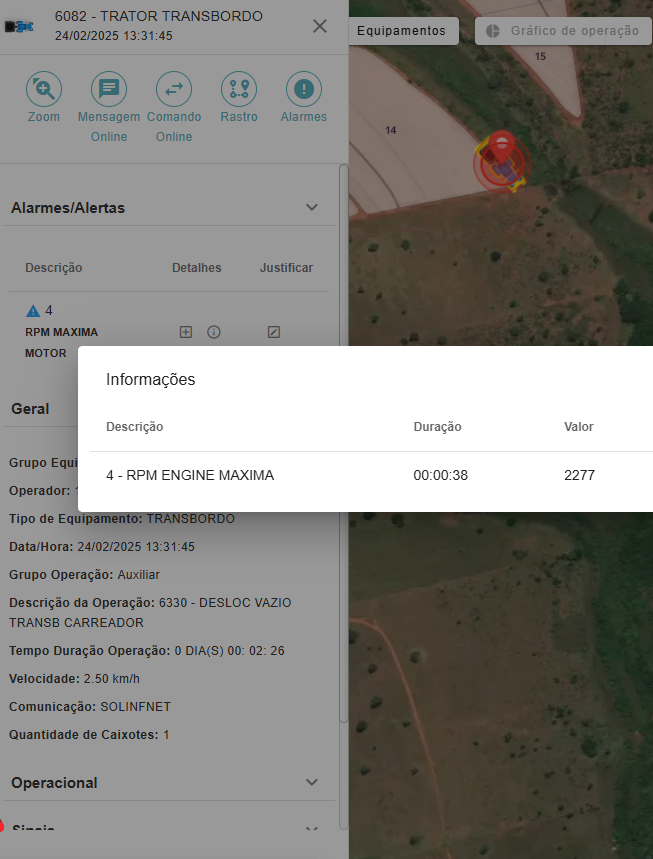 6082 - TRATOR TRANSBORDO
24/02/2025 13:31:45
Equipamentos
Gráfico de operação
Zoom
Mensagem Online
Comando Online
Rastro
Alarmes
15
14
Alarmes/Alertas
Descrição Detalhes Justificar
4
RPM MAXIMA
MOTOR
Informações
Descrição Duração Valor
4 - RPM ENGINE MAXIMA 00:00:38 2277
Geral
Grupo Equi
Operador:
Tipo de Equipamento: TRANSBORDO
Data/Hora: 24/02/2025 13:31:45
Grupo Operação: Auxiliar
Descrição da Operação: 6330 - DESLOC VAZIO
TRANSB CARREADOR
Tempo Duração Operação: 0 DIA(S) 00: 02: 26
Velocidade: 2.50 km/h
Comunicação: SOLINFNET
Quantidade de Caixotes: 1
Operacional
Sinais